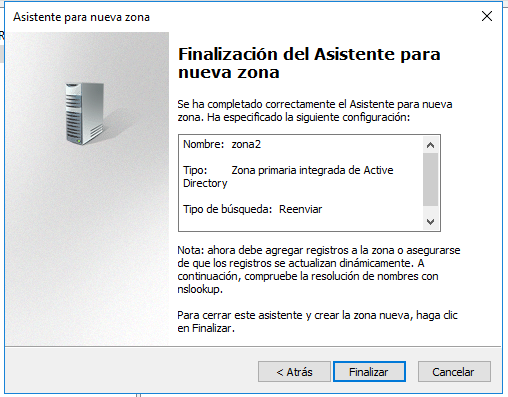 Asistente para nueva zona
Finalización del Asistente para
nueva zona
Se ha completado correctamente el Asistente para nueva
zona. Ha especificado la siguiente configuración:
Nombre: zona2
Tipo: Zona primaria integrada de Active
Directory
Tipo de búsqueda: Reenviar
Nota: ahora debe agregar registros a la zona o asegurarse
de que los registros se actualizan dinámicamente. A
continuación, compruebe la resolución de nombres con
nslookup.
Para cerrar este asistente y crear la zona nueva, haga clic
en Finalizar.
< Atrás Finalizar Cancelar